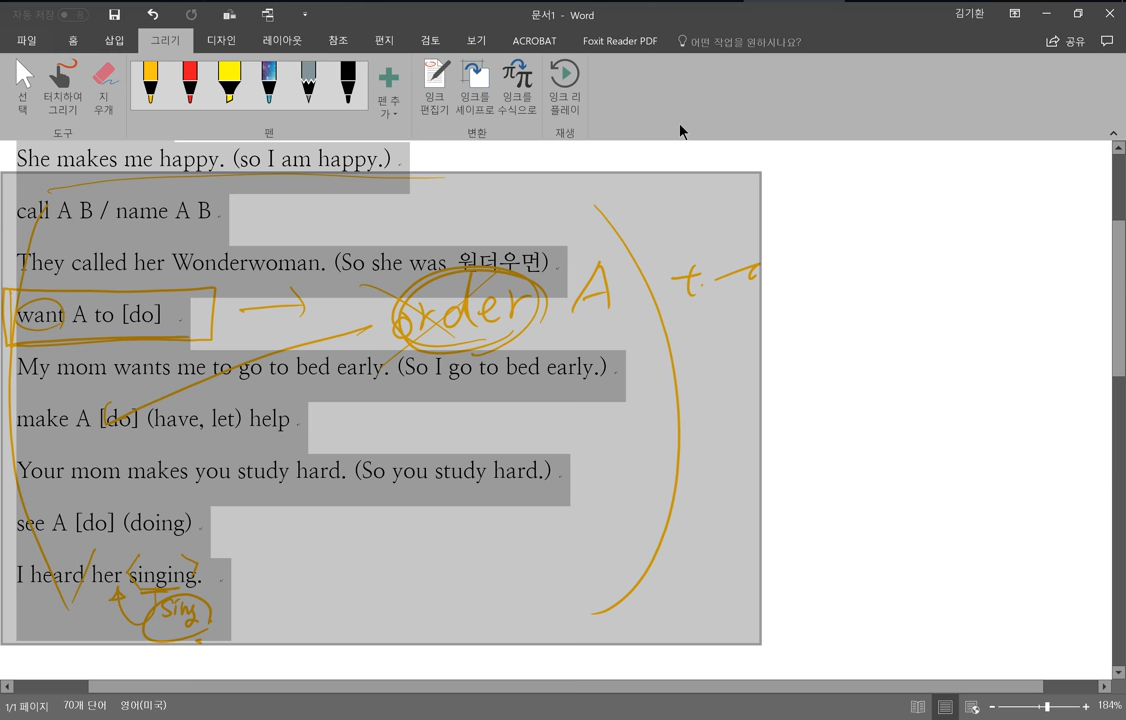 자동 저장
문서1 - Word
김기환
파일 홈 삽입 그리기 디자인 레이아웃 참조 편지 검토 보기 ACROBAT Foxit Reader PDF 어떤 작업을 원하시나요? 공유
선택
터치하여 그리기
지우개
펜 추가
잉크 편집기
잉크를 셰이프로
잉크를 수식으로
잉크 리플레이
도구 펜 변환 재생
She makes me happy. (so I am happy.)
call A B / name A B
They called her Wonderwoman. (So she was 원더우먼)
want A to [do] order A
My mom wants me to go to bed early. (So I go to bed early.)
make A [do] (have, let) help
Your mom makes you study hard. (So you study hard.)
see A [do] (doing)
I heard her singing.
sing
1/1 페이지 70개 단어 영어(미국) 184%